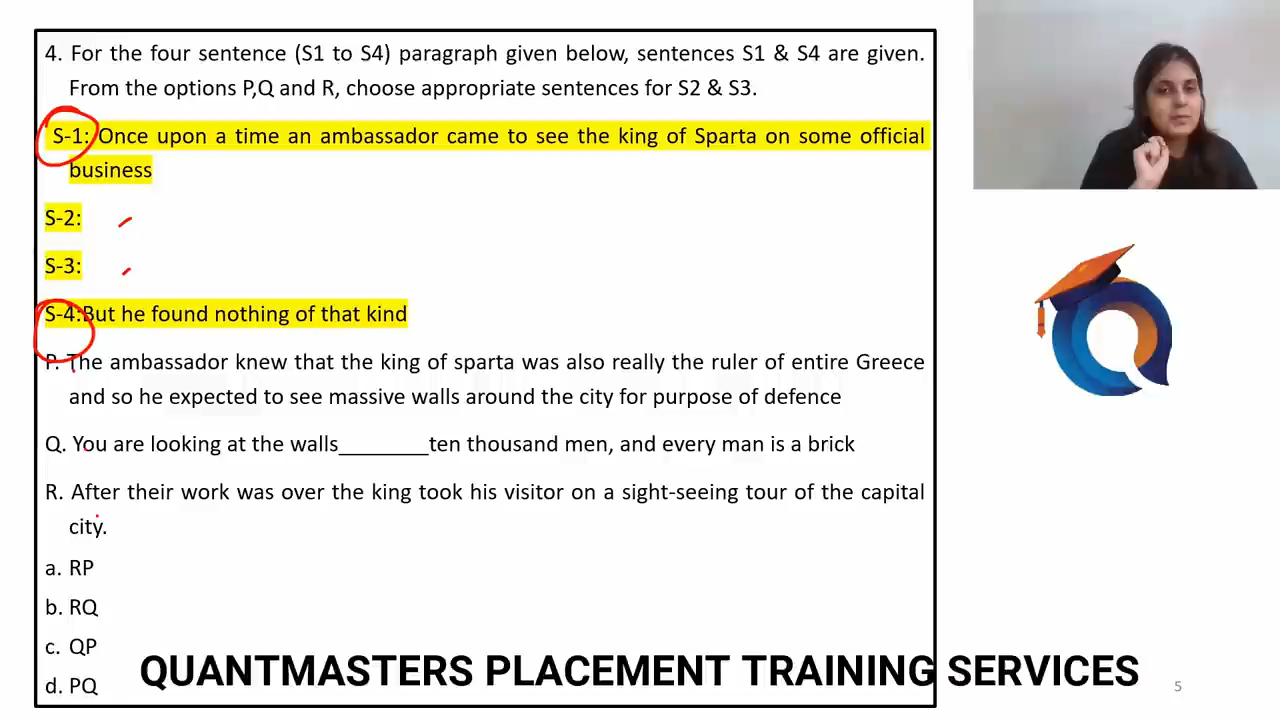 4. For the four sentence (S1 to S4) paragraph given below, sentences S1 & S4 are given.
From the options P,Q and R, choose appropriate sentences for S2 & S3.
S-1: Once upon a time an ambassador came to see the king of Sparta on some official
business
S-2:
S-3:
S-4:But he found nothing of that kind
P. The ambassador knew that the king of sparta was also really the ruler of entire Greece
and so he expected to see massive walls around the city for purpose of defence
Q. You are looking at the walls________ten thousand men, and every man is a brick
R. After their work was over the king took his visitor on a sight-seeing tour of the capital
city.
a. RP
b. RQ
c. QP
d. PQ
QUANTMASTERS PLACEMENT TRAINING SERVICES
5